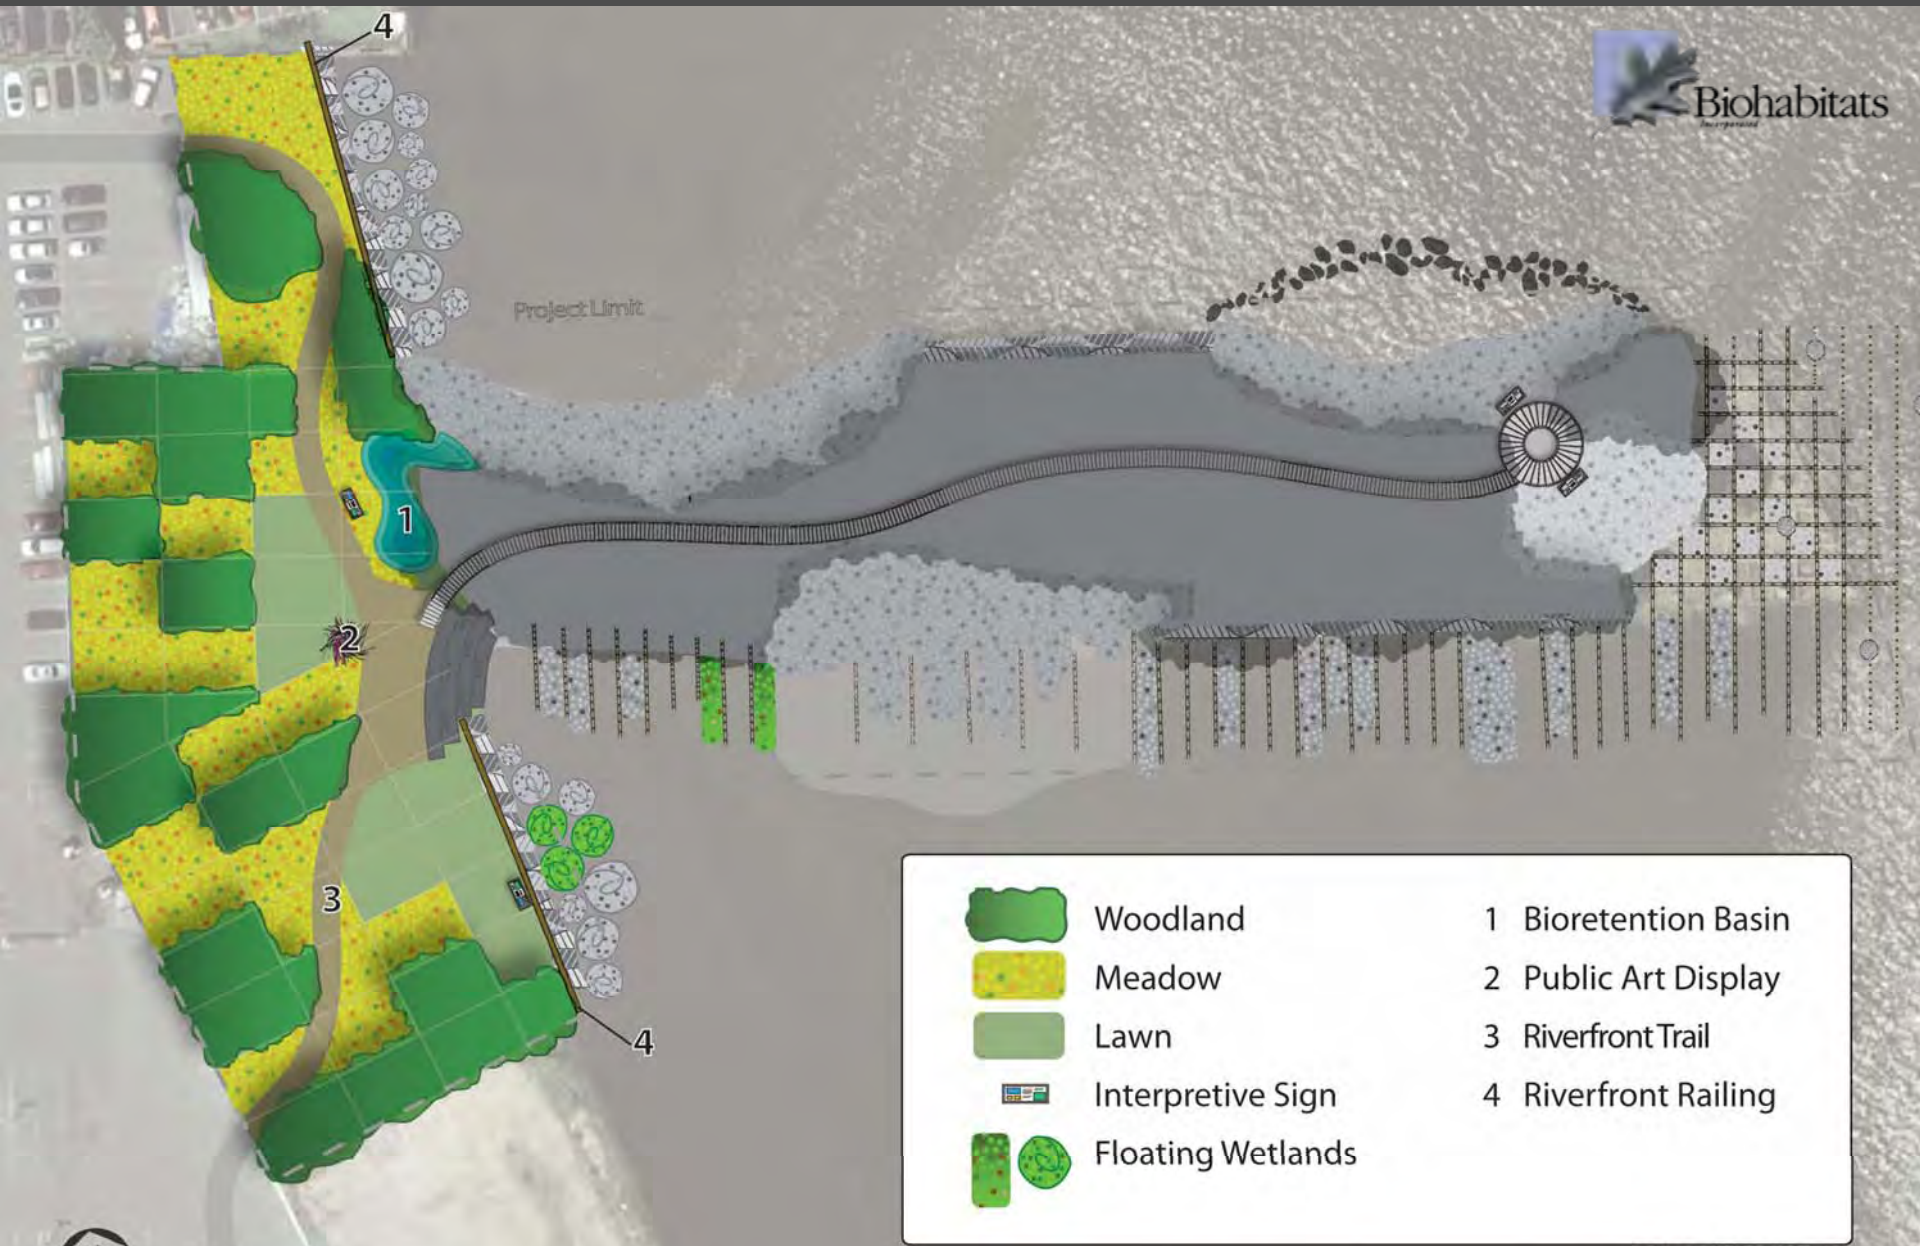 4
Biohabitats
Incorporated
Project Limit
1
2
3
4
Woodland
Meadow
Lawn
Interpretive Sign
Floating Wetlands
1 Bioretention Basin
2 Public Art Display
3 Riverfront Trail
4 Riverfront Railing